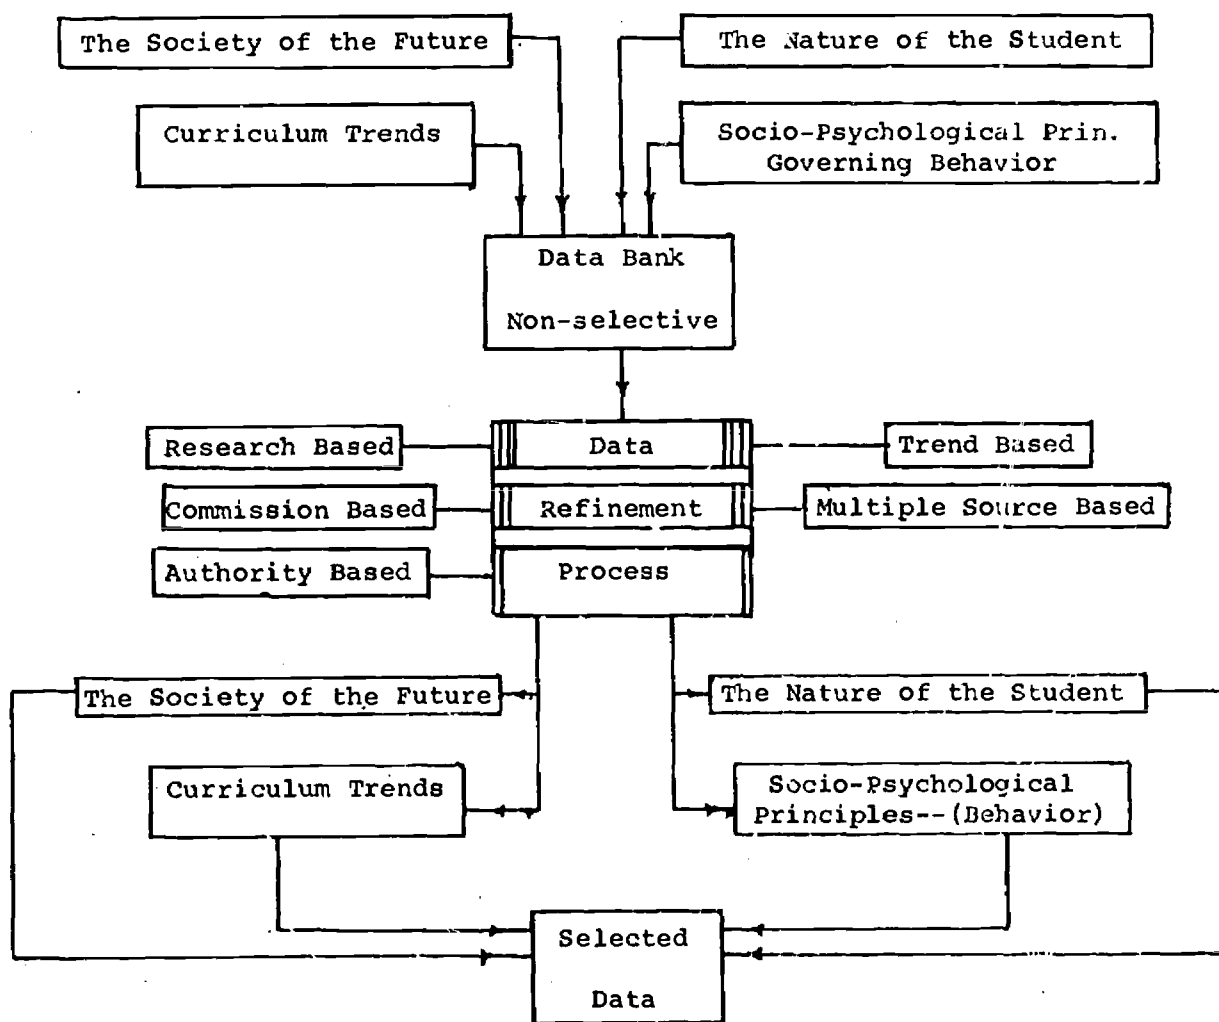 The Society of the Future
The Nature of the Student
Curriculum Trends
Socio-Psychological Prin.
Governing Behavior
Data Bank
Non-selective
Research Based
Data
Trend Based
Commission Based
Refinement
Multiple Source Based
Authority Based
Process
The Society of the Future
The Nature of the Student
Curriculum Trends
Socio-Psychological
Principles--(Behavior)
Selected
Data